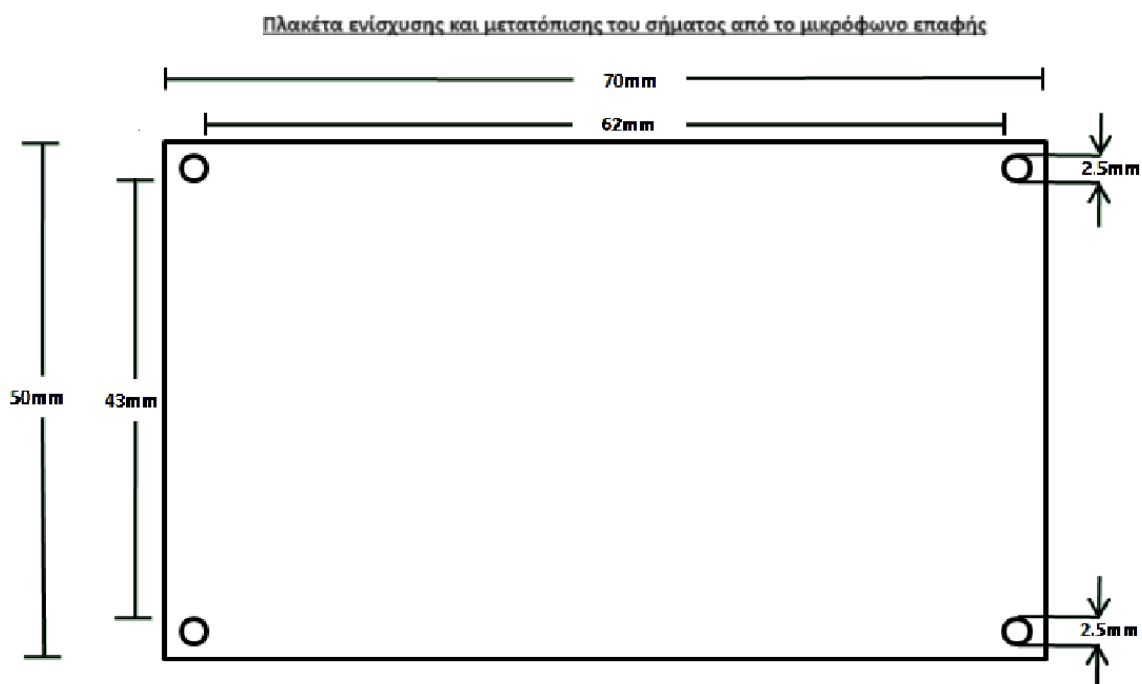 Πλακέτα ενίσχυσης και μετατόπισης του σήματος από το μικρόφωνο επαφής
70mm
62mm
2.5mm
50mm
43mm
2.5mm